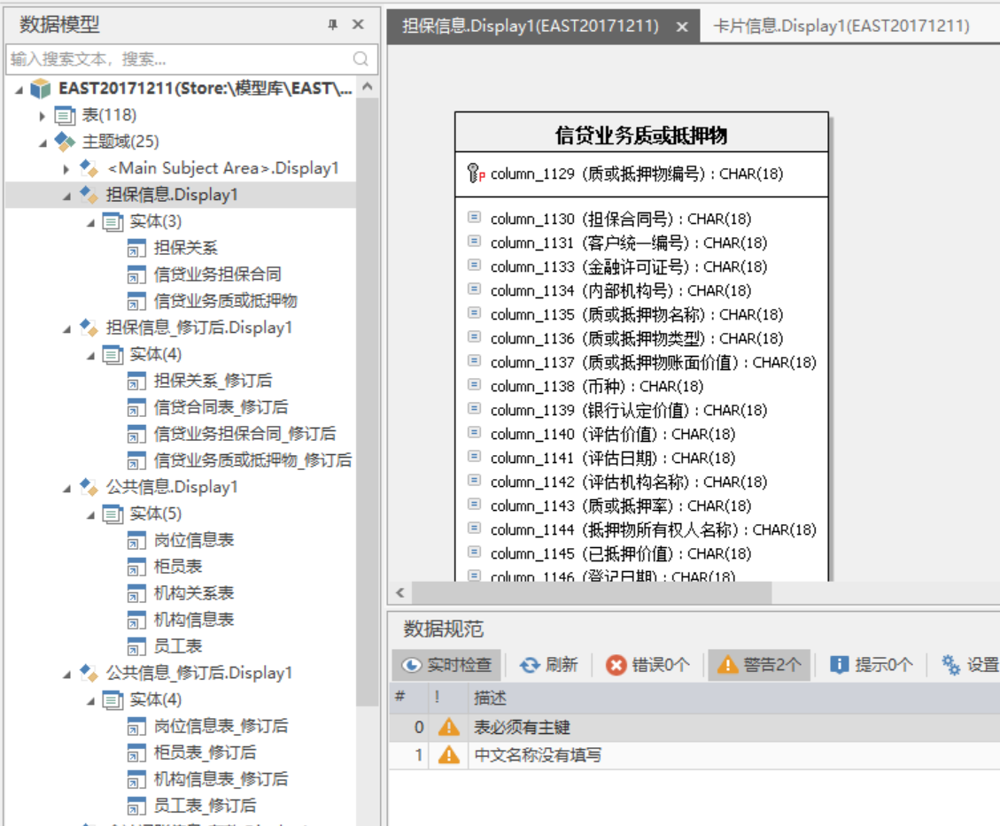 数据模型
输入搜索文本，搜索...
EAST20171211(Store:\模型库\EAST\...
表(118)
主题域(25)
<Main Subject Area>.Display1
担保信息.Display1
实体(3)
担保关系
信贷业务担保合同
信贷业务质或抵押物
担保信息_修订后.Display1
实体(4)
担保关系_修订后
信贷合同表_修订后
信贷业务担保合同_修订后
信贷业务质或抵押物_修订后
公共信息.Display1
实体(5)
岗位信息表
柜员表
机构关系表
机构信息表
员工表
公共信息_修订后.Display1
实体(4)
岗位信息表_修订后
柜员表_修订后
机构信息表_修订后
员工表_修订后
担保信息.Display1(EAST20171211) 卡片信息.Display1(EAST20171211)
信贷业务质或抵押物
P column_1129 (质或抵押物编号) : CHAR(18)
column_1130 (担保合同号) : CHAR(18)
column_1131 (客户统一编号) : CHAR(18)
column_1133 (金融许可证号) : CHAR(18)
column_1134 (内部机构号) : CHAR(18)
column_1135 (质或抵押物名称) : CHAR(18)
column_1136 (质或抵押物类型) : CHAR(18)
column_1137 (质或抵押物账面价值) : CHAR(18)
column_1138 (币种) : CHAR(18)
column_1139 (银行认定价值) : CHAR(18)
column_1140 (评估价值) : CHAR(18)
column_1141 (评估日期) : CHAR(18)
column_1142 (评估机构名称) : CHAR(18)
column_1143 (质或抵押率) : CHAR(18)
column_1144 (抵押物所有权人名称) : CHAR(18)
column_1145 (已抵押价值) : CHAR(18)
column_1146 (登记日期) : CHAR(18)
数据规范
实时检查 刷新 错误0个 警告2个 提示0个 设置
# ! 描述
0 表必须有主键
1 中文名称没有填写